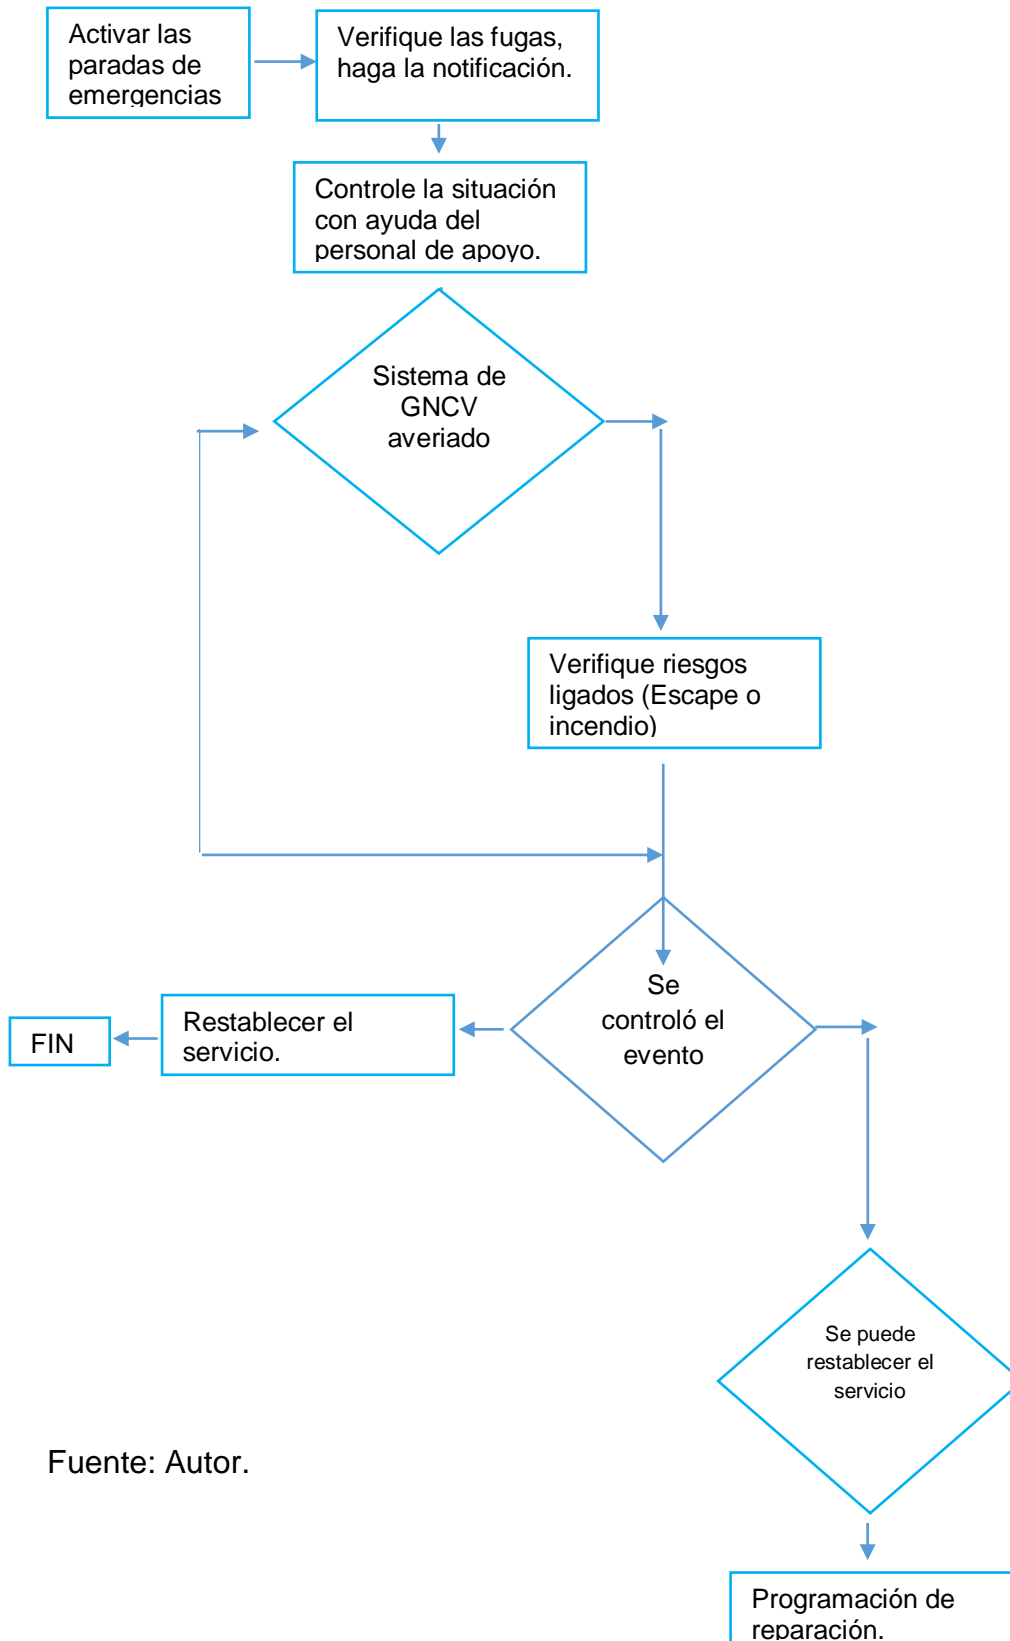 Activar las
paradas de
emergencias
Verifique las fugas,
haga la notificación.
Controle la situación
con ayuda del
personal de apoyo.
Sistema de
GNCV
averiado
Verifique riesgos
ligados (Escape o
incendio)
Se
controló el
evento
Restablecer el
servicio.
FIN
Se puede
restablecer el
servicio
Fuente: Autor.
Programación de
reparación.